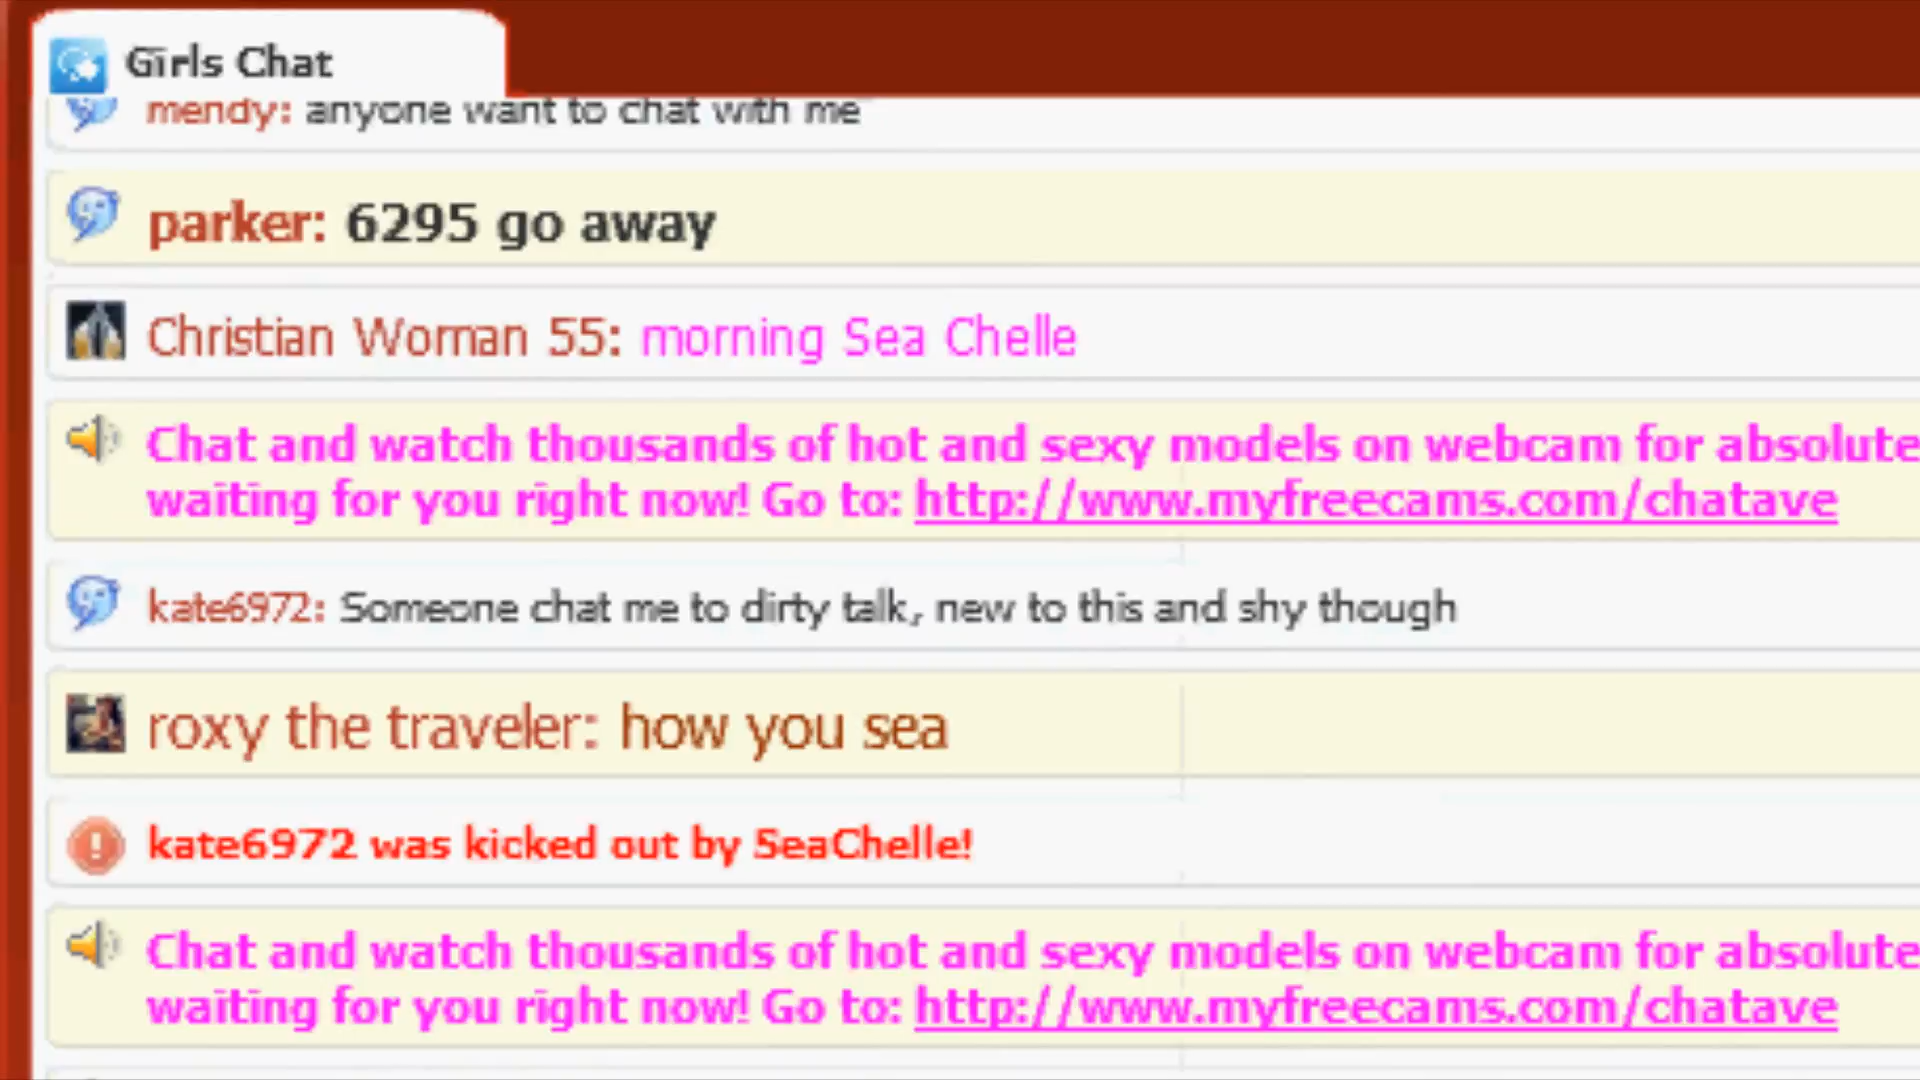 Girls Chat
mendy: anyone want to chat with me
parker: 6295 go away
Christian Woman 55: morning Sea Chelle
Chat and watch thousands of hot and sexy models on webcam for absolute
waiting for you right now! Go to: http://www.myfreecams.com/chatave
kate6972: Someone chat me to dirty talk, new to this and shy though
roxy the traveler: how you sea
kate6972 was kicked out by SeaChelle!
Chat and watch thousands of hot and sexy models on webcam for absolute
waiting for you right now! Go to: http://www.myfreecams.com/chatave